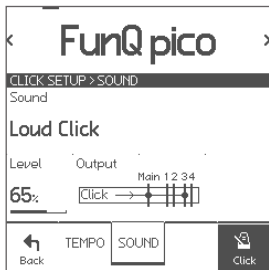 FunQ pico
CLICK SETUP > SOUND
Sound
Loud Click
Level Output
Main 1 2 3 4
65%
Click
Back TEMPO SOUND Click